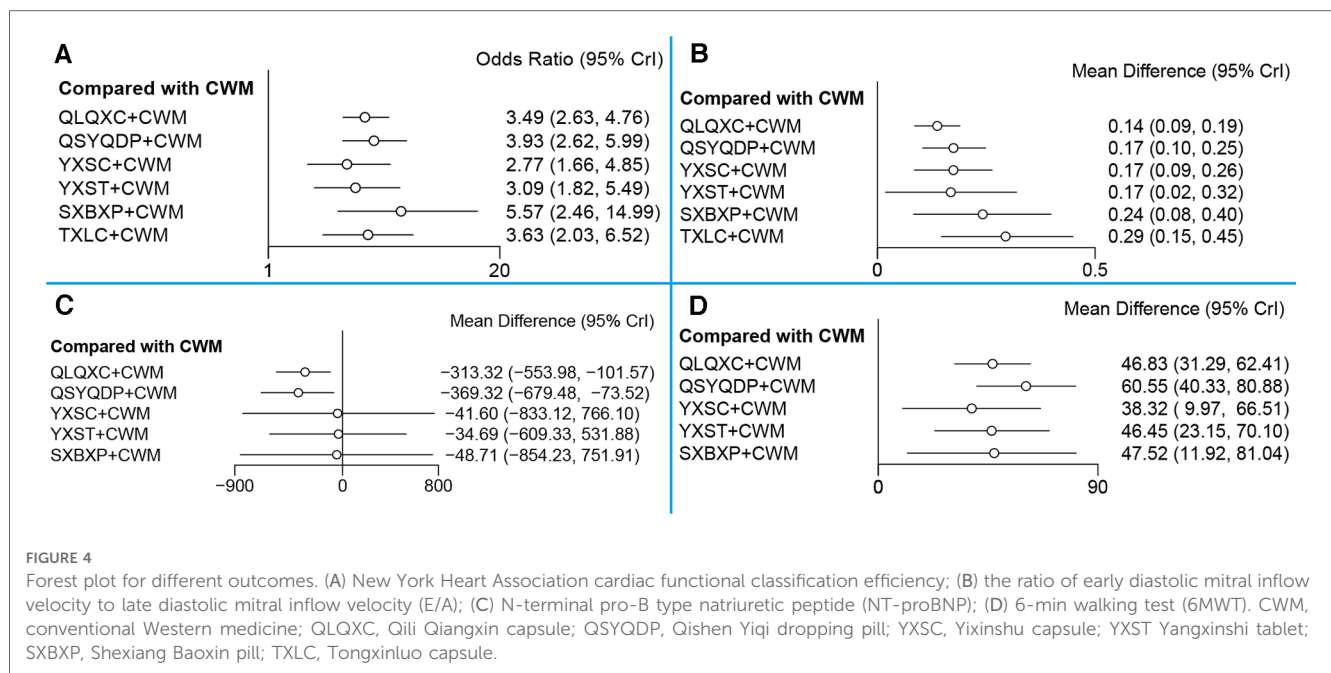 A
Odds Ratio (95% CrI)
Compared with CWM
QLQXC+CWM 3.49 (2.63, 4.76)
QSYQDP+CWM 3.93 (2.62, 5.99)
YXSC+CWM 2.77 (1.66, 4.85)
YXST+CWM 3.09 (1.82, 5.49)
SXBXP+CWM 5.57 (2.46, 14.99)
TXLC+CWM 3.63 (2.03, 6.52)
1 20
B
Mean Difference (95% CrI)
Compared with CWM
QLQXC+CWM 0.14 (0.09, 0.19)
QSYQDP+CWM 0.17 (0.10, 0.25)
YXSC+CWM 0.17 (0.09, 0.26)
YXST+CWM 0.17 (0.02, 0.32)
SXBXP+CWM 0.24 (0.08, 0.40)
TXLC+CWM 0.29 (0.15, 0.45)
0 0.5
C
Mean Difference (95% CrI)
Compared with CWM
QLQXC+CWM −313.32 (−553.98, −101.57)
QSYQDP+CWM −369.32 (−679.48, −73.52)
YXSC+CWM −41.60 (−833.12, 766.10)
YXST+CWM −34.69 (−609.33, 531.88)
SXBXP+CWM −48.71 (−854.23, 751.91)
−900 0 800
D
Mean Difference (95% CrI)
Compared with CWM
QLQXC+CWM 46.83 (31.29, 62.41)
QSYQDP+CWM 60.55 (40.33, 80.88)
YXSC+CWM 38.32 ( 9.97, 66.51)
YXST+CWM 46.45 (23.15, 70.10)
SXBXP+CWM 47.52 (11.92, 81.04)
0 90
FIGURE 4
Forest plot for different outcomes. (A) New York Heart Association cardiac functional classification efficiency; (B) the ratio of early diastolic mitral inflow
velocity to late diastolic mitral inflow velocity (E/A); (C) N-terminal pro-B type natriuretic peptide (NT-proBNP); (D) 6-min walking test (6MWT). CWM,
conventional Western medicine; QLQXC, Qili Qiangxin capsule; QSYQDP, Qishen Yiqi dropping pill; YXSC, Yixinshu capsule; YXST Yangxinshi tablet;
SXBXP, Shexiang Baoxin pill; TXLC, Tongxinluo capsule.